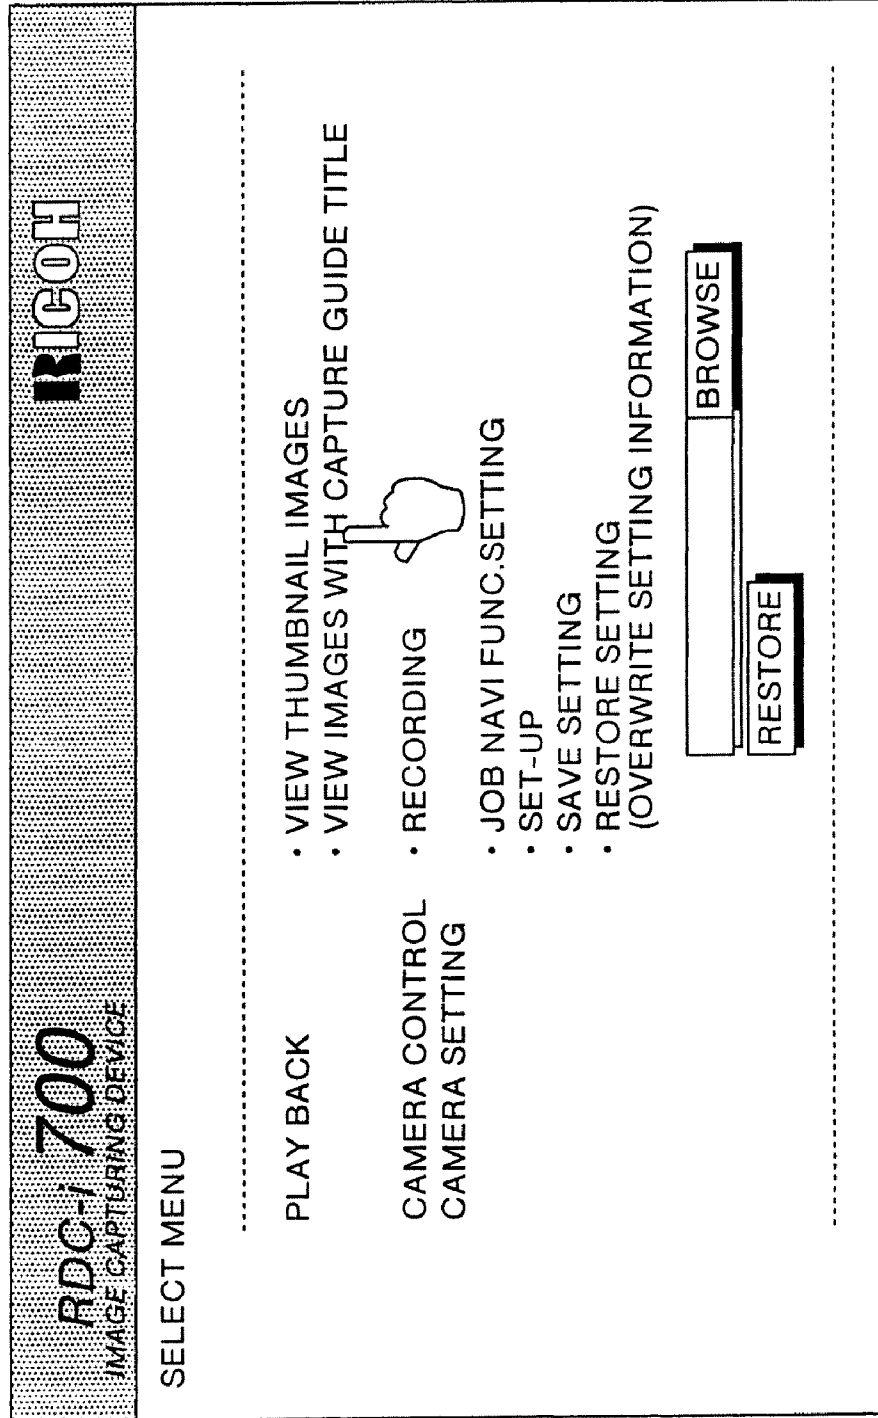 RDC-i 700
IMAGE CAPTURING DEVICE
RICOH
SELECT MENU
PLAY BACK
· VIEW THUMBNAIL IMAGES
· VIEW IMAGES WITH CAPTURE GUIDE TITLE
CAMERA CONTROL · RECORDING
CAMERA SETTING
· JOB NAVI FUNC.SETTING
· SET-UP
· SAVE SETTING
· RESTORE SETTING
(OVERWRITE SETTING INFORMATION)
BROWSE
RESTORE